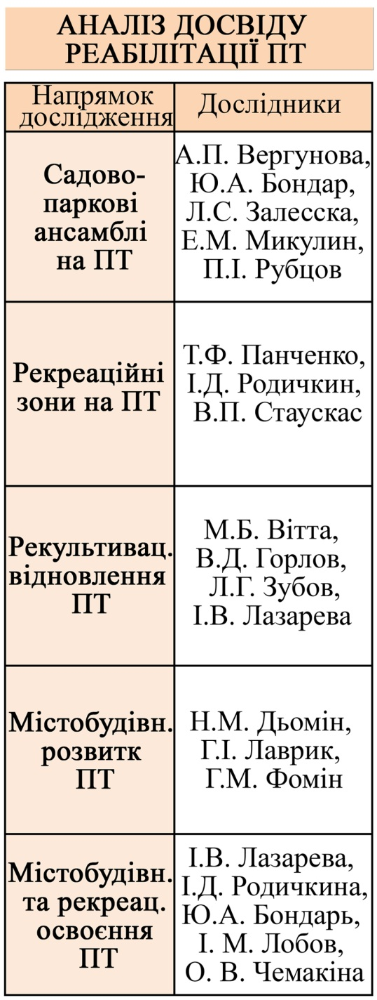 АНАЛІЗ ДОСВІДУ
РЕАБІЛІТАЦІЇ ПТ
Напрямок
дослідження
Дослідники
Садово-
паркові
ансамблі
на ПТ
А.П. Вергунова,
Ю.А. Бондар,
Л.С. Залесска,
Е.М. Микулин,
П.І. Рубцов
Рекреаційні
зони на ПТ
Т.Ф. Панченко,
І.Д. Родичкин,
В.П. Стаускас
Рекультивац.
відновлення
ПТ
М.Б. Вітта,
В.Д. Горлов,
Л.Г. Зубов,
І.В. Лазарева
Містобудівн.
розвитк
ПТ
Н.М. Дьомін,
Г.І. Лаврик,
Г.М. Фомін
Містобудівн.
та рекреац.
освоєння
ПТ
І.В. Лазарева,
І.Д. Родичкина,
Ю.А. Бондарь,
І. М. Лобов,
О. В. Чемакіна